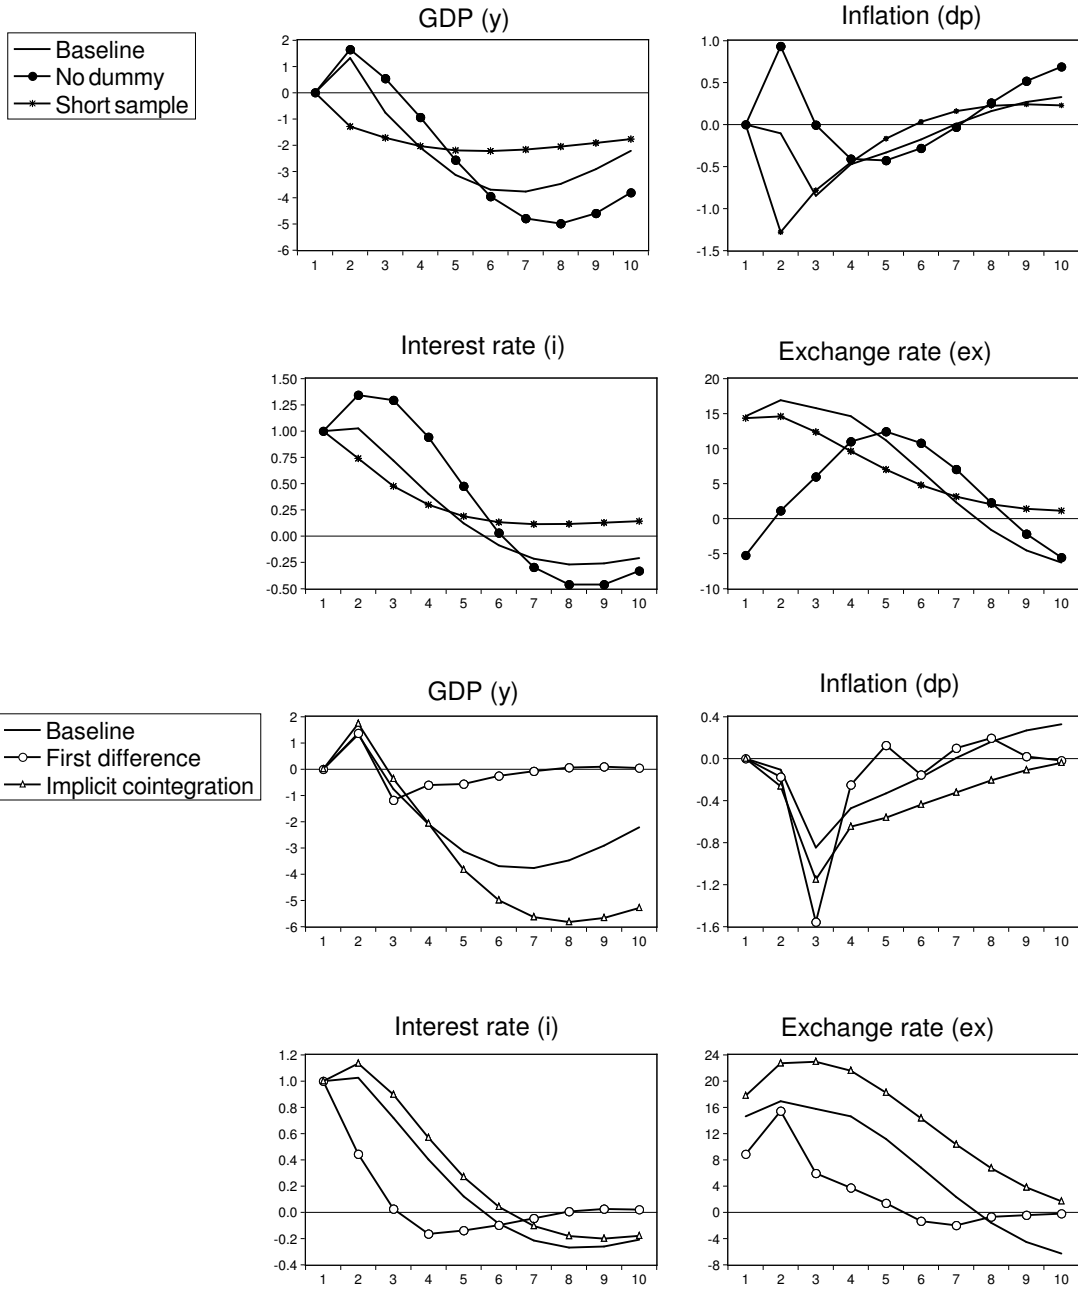 GDP (y)
Inflation (dp)
Baseline
No dummy
Short sample
2
1
0
-1
-2
-3
-4
-5
-6
1 2 3 4 5 6 7 8 9 10
1.0
0.5
0.0
-0.5
-1.0
-1.5
1 2 3 4 5 6 7 8 9 10
Interest rate (i)
Exchange rate (ex)
1.50
1.25
1.00
0.75
0.50
0.25
0.00
-0.25
-0.50
1 2 3 4 5 6 7 8 9 10
20
15
10
5
0
-5
-10
1 2 3 4 5 6 7 8 9 10
GDP (y)
Inflation (dp)
Baseline
First difference
Implicit cointegration
2
1
0
-1
-2
-3
-4
-5
-6
1 2 3 4 5 6 7 8 9 10
0.4
0.0
-0.4
-0.8
-1.2
-1.6
1 2 3 4 5 6 7 8 9 10
Interest rate (i)
Exchange rate (ex)
1.2
1.0
0.8
0.6
0.4
0.2
0.0
-0.2
-0.4
1 2 3 4 5 6 7 8 9 10
24
20
16
12
8
4
0
-4
-8
1 2 3 4 5 6 7 8 9 10